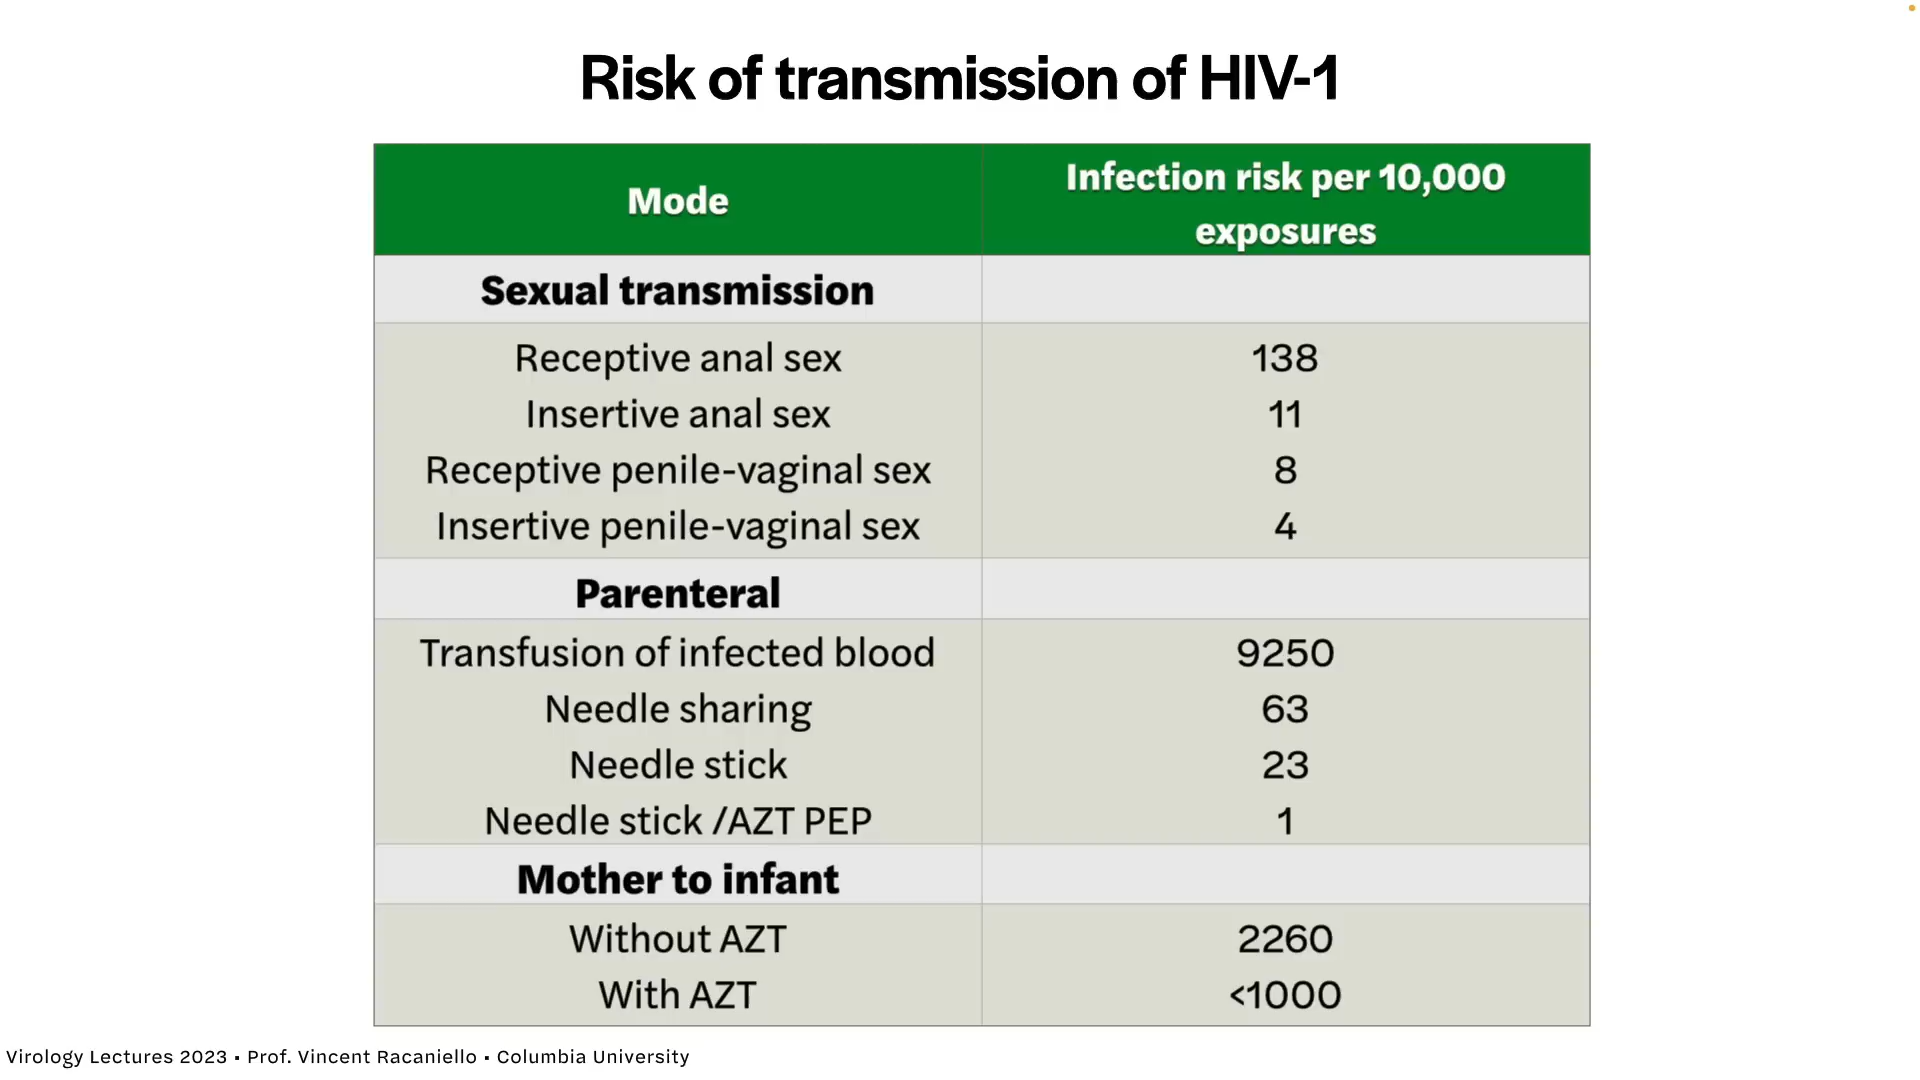 Risk of transmission of HIV-1
Mode
Infection risk per 10,000
exposures
Sexual transmission
Receptive anal sex 138
Insertive anal sex 11
Receptive penile-vaginal sex 8
Insertive penile-vaginal sex 4
Parenteral
Transfusion of infected blood 9250
Needle sharing 63
Needle stick 23
Needle stick /AZT PEP 1
Mother to infant
Without AZT 2260
With AZT <1000
Virology Lectures 2023 • Prof. Vincent Racaniello • Columbia University